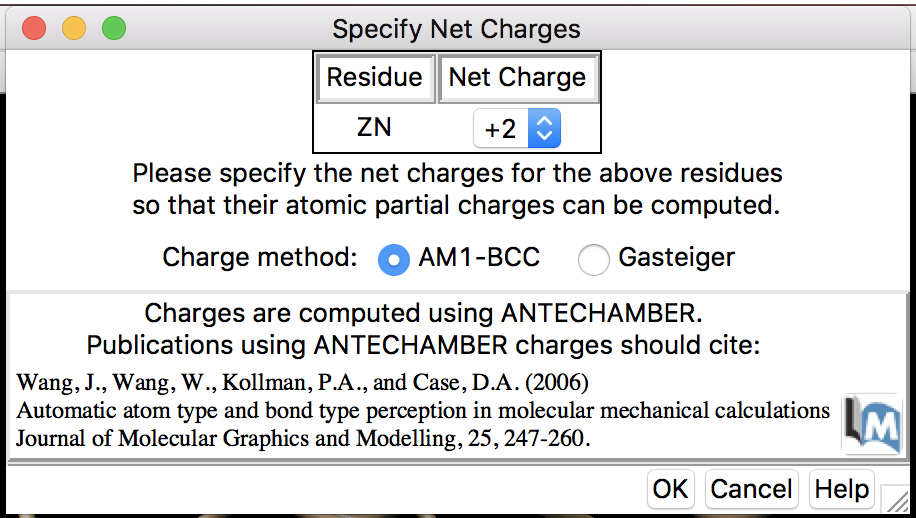 Specify Net Charges
Residue Net Charge
ZN +2
Please specify the net charges for the above residues
so that their atomic partial charges can be computed.
Charge method: AM1-BCC Gasteiger
Charges are computed using ANTECHAMBER.
Publications using ANTECHAMBER charges should cite:
Wang, J., Wang, W., Kollman, P.A., and Case, D.A. (2006)
Automatic atom type and bond type perception in molecular mechanical calculations
Journal of Molecular Graphics and Modelling, 25, 247-260.
M
OK Cancel Help